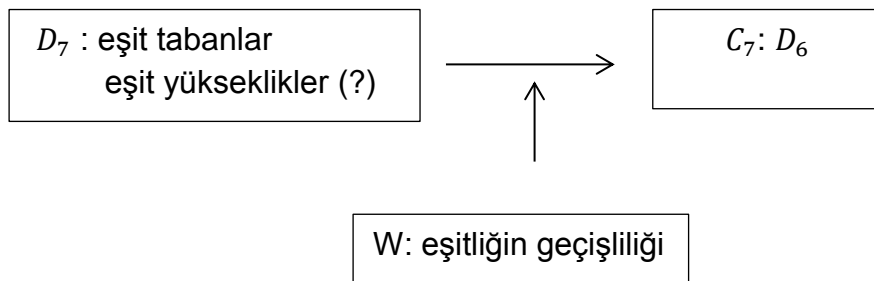 D₇ : eşit tabanlar
eşit yükseklikler (?)
C₇: D₆
W: eşitliğin geçişliliği